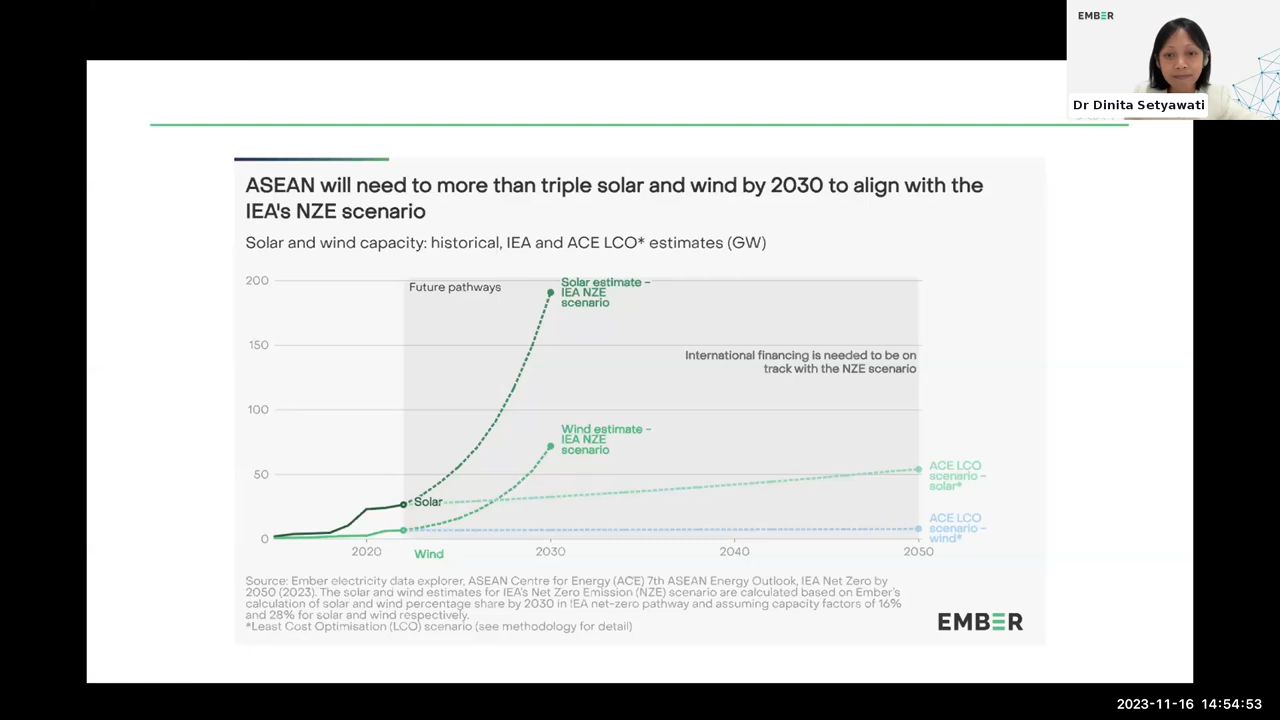 EMBER
Dr Dinita Setyawati
ASEAN will need to more than triple solar and wind by 2030 to align with the
IEA's NZE scenario
Solar and wind capacity: historical, IEA and ACE LCO* estimates (GW)
200
150
100
50
0
Future pathways
Solar estimate –
IEA NZE
scenario
International financing is needed to be on
track with the NZE scenario
Wind estimate –
IEA NZE
scenario
ACE LCO
scenario –
solar*
Solar
ACE LCO
scenario –
wind*
Wind
2020
2030
2040
2050
Source: Ember electricity data explorer, ASEAN Centre for Energy (ACE) 7th ASEAN Energy Outlook, IEA Net Zero by
2050 (2023). The solar and wind estimates for IEA's Net Zero Emission (NZE) scenario are calculated based on Ember's
calculation of solar and wind percentage share by 2030 in IEA net-zero pathway and assuming capacity factors of 16%
and 28% for solar and wind respectively.
*Least Cost Optimisation (LCO) scenario (see methodology for detail)
EMBER
2023-11-16 14:54:53